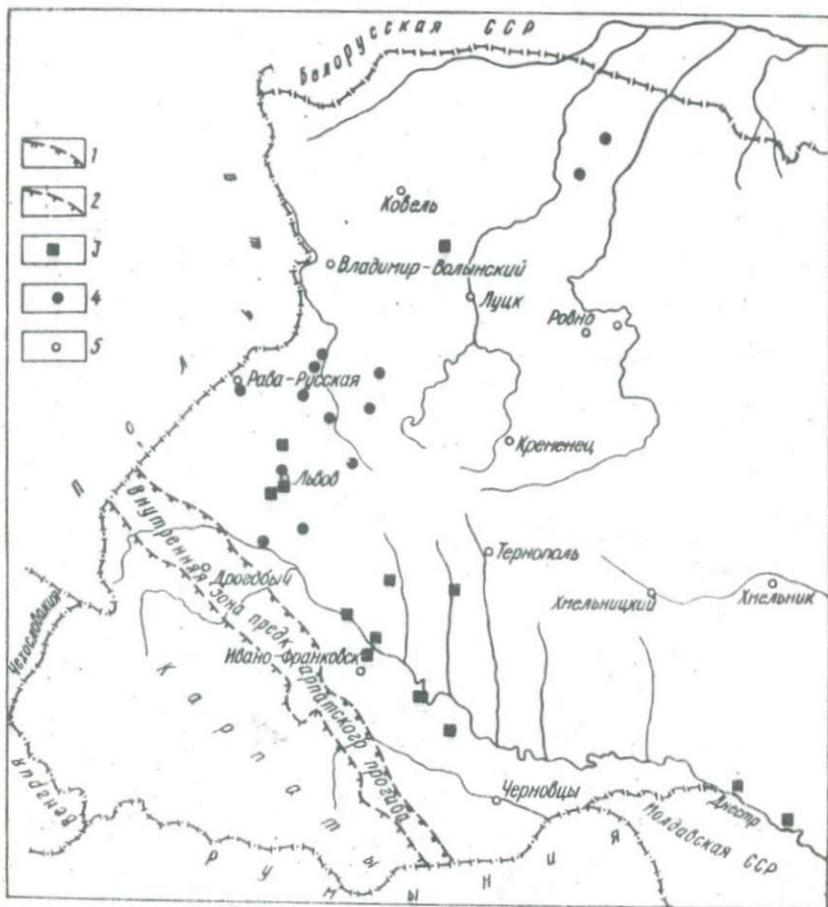 Белорусская ССР
1
2
3
4
5
Польша
Ковель
Владимир-Волынский
Луцк
Ровно
Рава-Русская
Кременец
Львов
Внутренняя зона предкарпатского прогиба
Дрогобыч
Тернополь
Хмельницкий
Хмельник
Чехословакия
Ивано-Франковск
Карпаты
Венгрия
Черновцы
Днестр
Молдавская ССР
Румыния